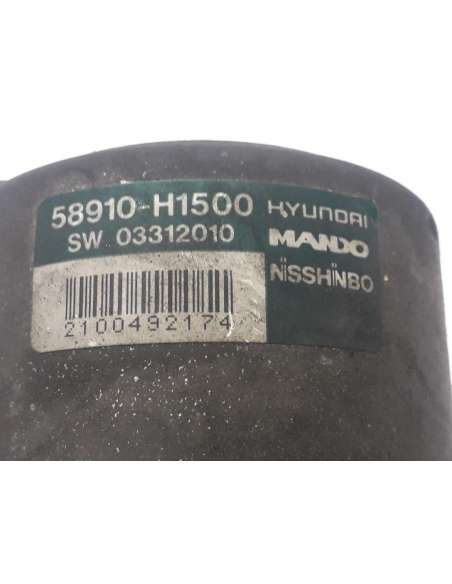 58910-H1500 HYUNDAI
SW 03312010 MANDO
NiSSHiNBO
2100492174